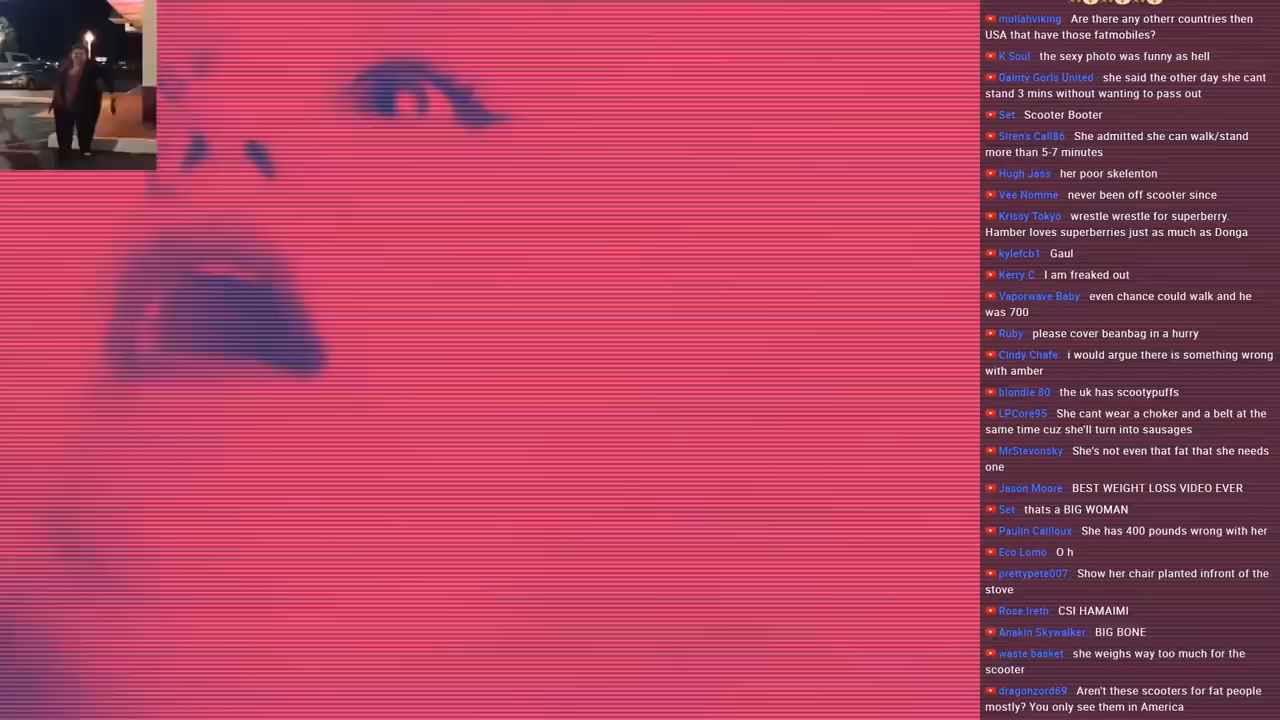 mullahviking Are there any otherr countries then
USA that have those fatmobiles?
K Soul the sexy photo was funny as hell
Dainty Gorls United she said the other day she cant
stand 3 mins without wanting to pass out
Set Scooter Booter
Siren's Call86 She admitted she can walk/stand
more than 5-7 minutes
Hugh Jass her poor skelenton
Vee Nomme never been off scooter since
Krissy Tokyo wrestle wrestle for superberry.
Hamber loves superberries just as much as Donga
kylefcb1 Gaul
Kerry C I am freaked out
Vaporwave Baby even chance could walk and he
was 700
Ruby please cover beanbag in a hurry
Cindy Chafe i would argue there is something wrong
with amber
blondie 80 the uk has scootypuffs
LPCore95 She cant wear a choker and a belt at the
same time cuz she'll turn into sausages
MrStevonsky She's not even that fat that she needs
one
Jason Moore BEST WEIGHT LOSS VIDEO EVER
Set thats a BIG WOMAN
Paulin Cailloux She has 400 pounds wrong with her
Eco Lomo O h
prettypete007 Show her chair planted infront of the
stove
Rose Ireth CSI HAMAIMI
Anakin Skywalker BIG BONE
waste basket she weighs way too much for the
scooter
dragonzord69 Aren't these scooters for fat people
mostly? You only see them in America